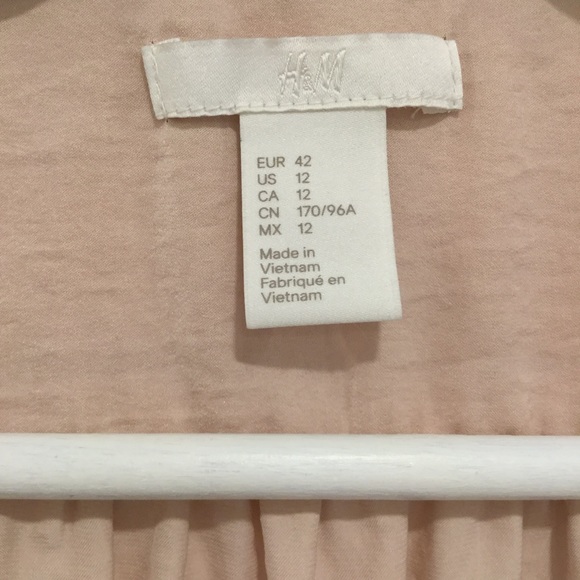 H&M
EUR 42
US 12
CA 12
CN 170/96A
MX 12
Made in
Vietnam
Fabriqué en
Vietnam